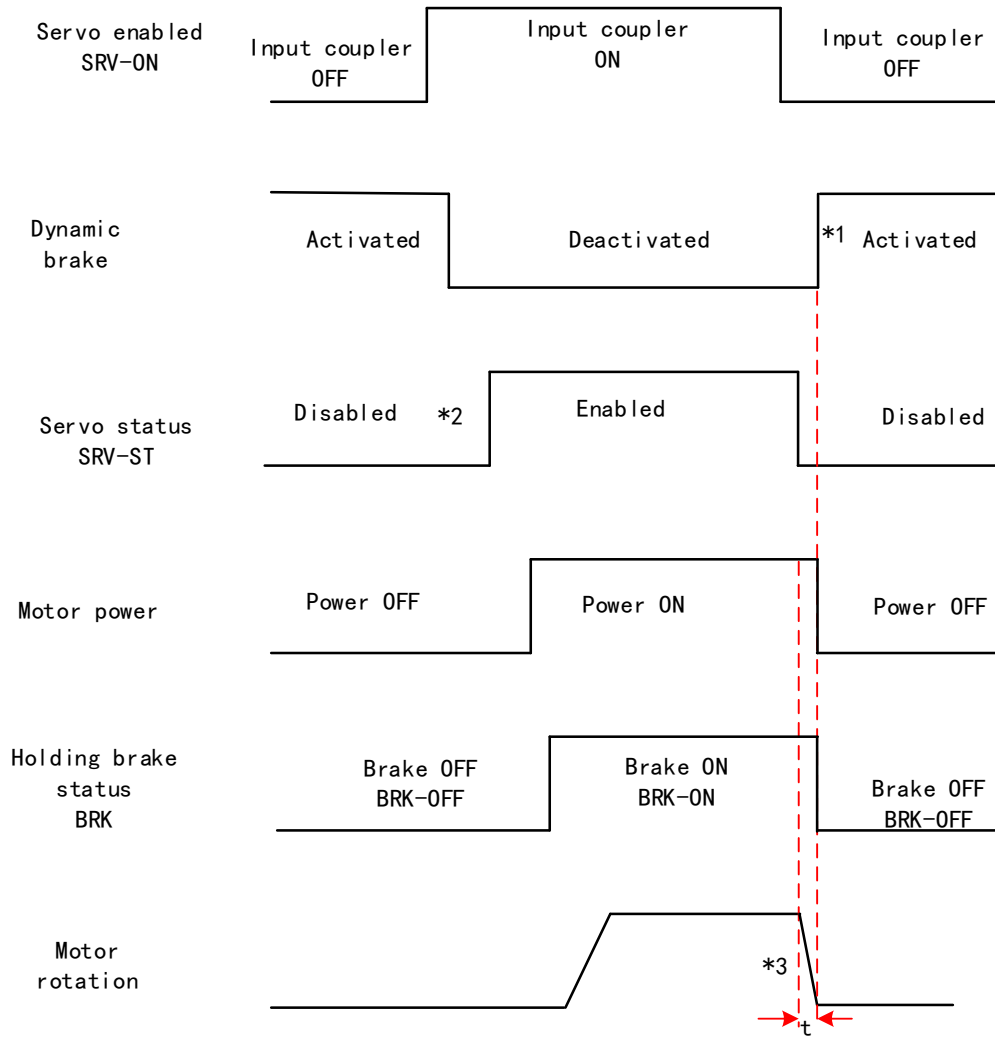 Servo enabled
SRV-ON
Input coupler
OFF
Input coupler
ON
Input coupler
OFF
Dynamic
brake
Activated
Deactivated
*1 Activated
Servo status
SRV-ST
Disabled
*2
Enabled
Disabled
Motor power
Power OFF
Power ON
Power OFF
Holding brake
status
BRK
Brake OFF
BRK-OFF
Brake ON
BRK-ON
Brake OFF
BRK-OFF
Motor
rotation
*3
t